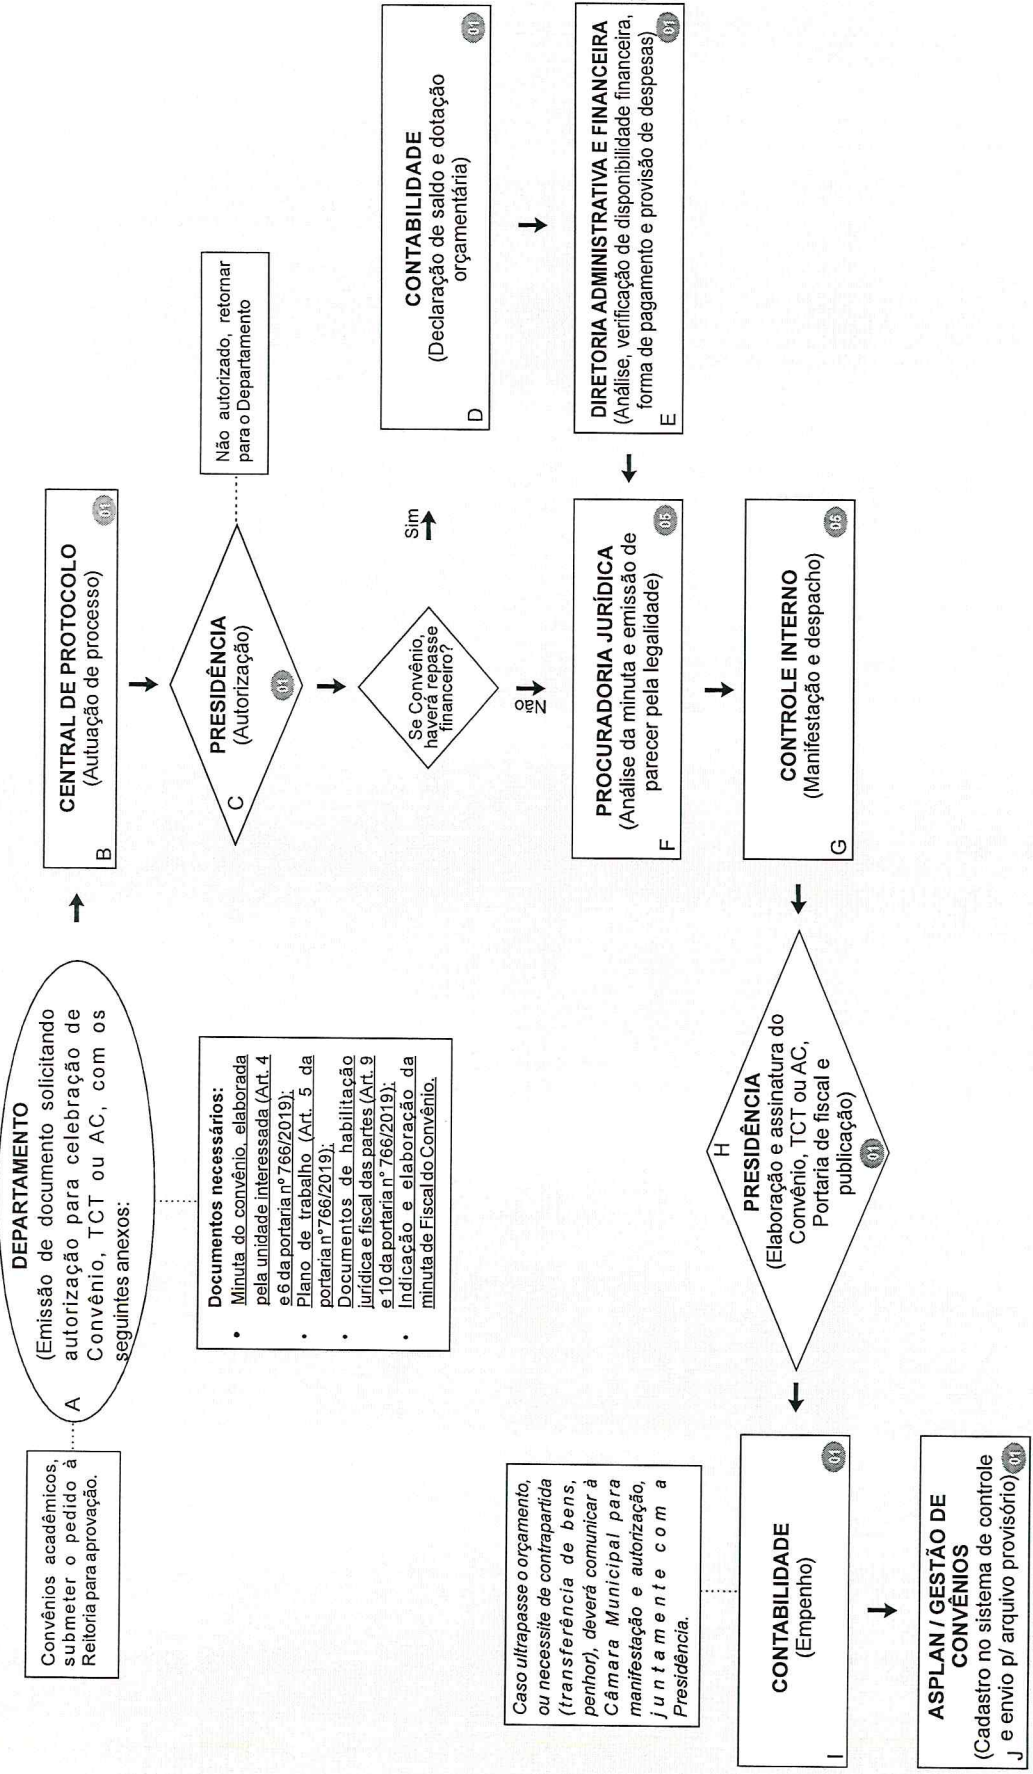 Convênios acadêmicos,
submeter o pedido à
Reitoria para aprovação.
DEPARTAMENTO
(Emissão de documento solicitando
autorização para celebração de
Convênio, TCT ou AC, com os
seguintes anexos:
A
Documentos necessários:
• Minuta do convênio, elaborada
pela unidade interessada (Art. 4
e 6 da portaria nº 766/2019);
• Plano de trabalho (Art. 5 da
portaria nº 766/2019);
• Documentos de habilitação
jurídica e fiscal das partes (Art. 9
e 10 da portaria nº 766/2019);
• Indicação e elaboração da
minuta de Fiscal do Convênio.
CENTRAL DE PROTOCOLO
(Autuação de processo)
B
01
PRESIDÊNCIA
(Autorização)
C
01
Não autorizado, retornar
para o Departamento
Se Convênio,
haverá repasse
financeiro?
Sim
Não
CONTABILIDADE
(Declaração de saldo e dotação
orçamentária)
D
01
DIRETORIA ADMINISTRATIVA E FINANCEIRA
(Análise, verificação de disponibilidade financeira,
forma de pagamento e provisão de despesas)
E
01
PROCURADORIA JURÍDICA
(Análise da minuta e emissão de
parecer pela legalidade)
F
05
CONTROLE INTERNO
(Manifestação e despacho)
G
05
H
PRESIDÊNCIA
(Elaboração e assinatura do
Convênio, TCT ou AC,
Portaria de fiscal e
publicação)
01
Caso ultrapasse o orçamento,
ou necessite de contrapartida
(transferência de bens,
penhor), deverá comunicar à
Câmara Municipal para
manifestação e autorização,
juntamente com a
Presidência.
CONTABILIDADE
(Empenho)
I
01
ASPLAN / GESTÃO DE
CONVÊNIOS
(Cadastro no sistema de controle
e envio p/ arquivo provisório)
J
01